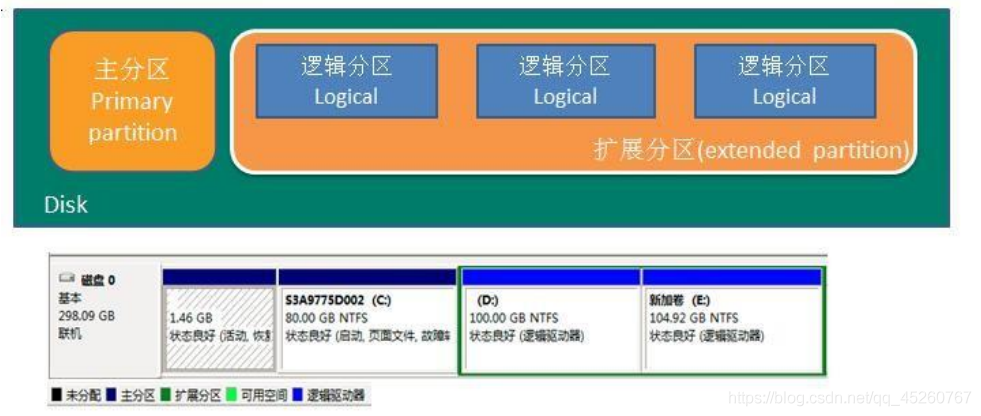 主分区
Primary
partition
逻辑分区
Logical
逻辑分区
Logical
逻辑分区
Logical
扩展分区(extended partition)
Disk
磁盘 0
基本
298.09 GB
联机
1.46 GB
状态良好 (活动, 恢
S3A9775D002 (C:)
80.00 GB NTFS
状态良好 (启动, 页面文件, 故障
(D:)
100.00 GB NTFS
状态良好 (逻辑驱动器)
新加卷 (E:)
104.92 GB NTFS
状态良好 (逻辑驱动器)
未分配 主分区 扩展分区 可用空间 逻辑驱动器
https://blog.csdn.net/qq_45260767